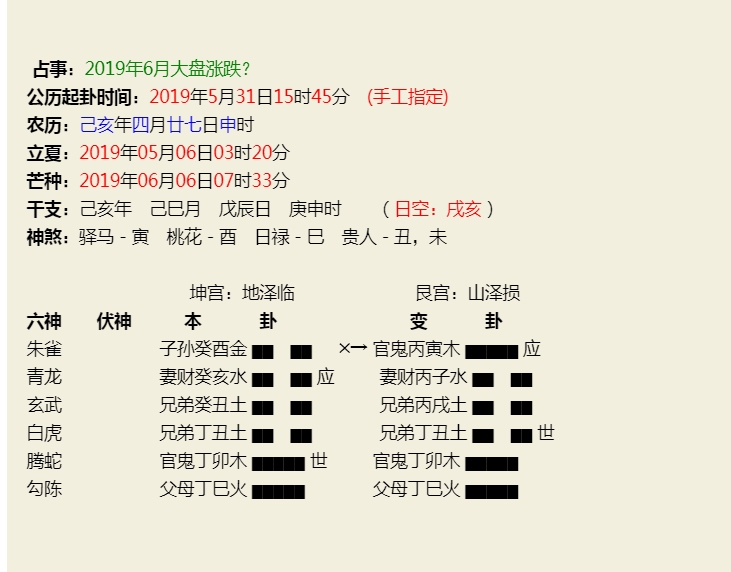 占事：2019年6月大盘涨跌？
公历起卦时间：2019年5月31日15时45分 (手工指定)
农历：己亥年四月廿七日申时
立夏：2019年05月06日03时20分
芒种：2019年06月06日07时33分
干支：己亥年 己巳月 戊辰日 庚申时 （日空：戌亥）
神煞：驿马－寅 桃花－酉 日禄－巳 贵人－丑，未
坤宫：地泽临 艮宫：山泽损
六神 伏神 本 卦 变 卦
朱雀 子孙癸酉金 ×→ 官鬼丙寅木 应
青龙 妻财癸亥水 应 妻财丙子水
玄武 兄弟癸丑土 兄弟丙戌土
白虎 兄弟丁丑土 兄弟丁丑土 世
腾蛇 官鬼丁卯木 世 官鬼丁卯木
勾陈 父母丁巳火 父母丁巳火